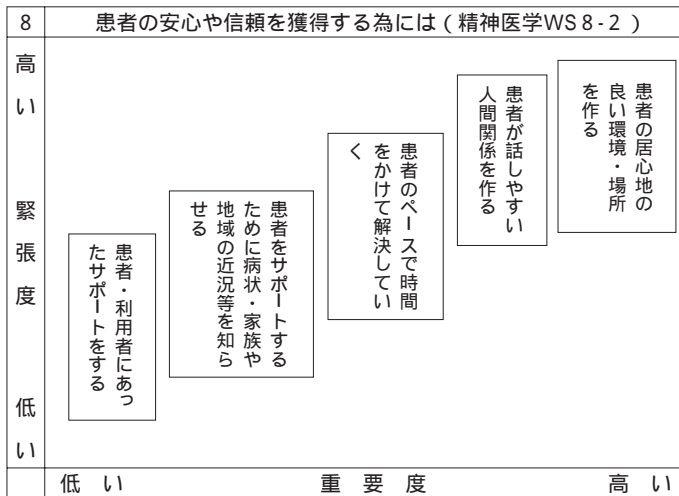 8
患者の安心や信頼を獲得する為には（精神医学WS8-2）
高い　緊張度　低い
患者の居心地の
良い環境・場所
を作る
患者が話しやすい
人間関係を作る
患者のペースで時間
をかけて解決してい
く
患者をサポートする
ために病状・家族や
地域の近況等を知ら
せる
患者・利用者にあっ
たサポートをする
低い　重要度　高い